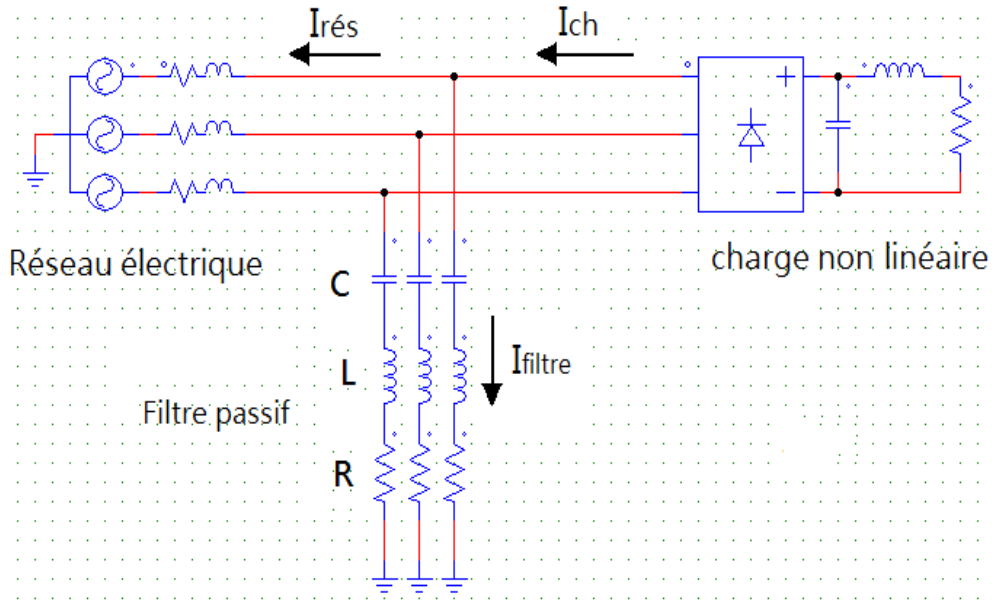 Irés
Ich
+
−
Réseau électrique
charge non linéaire
C
L
Ifiltre
Filtre passif
R